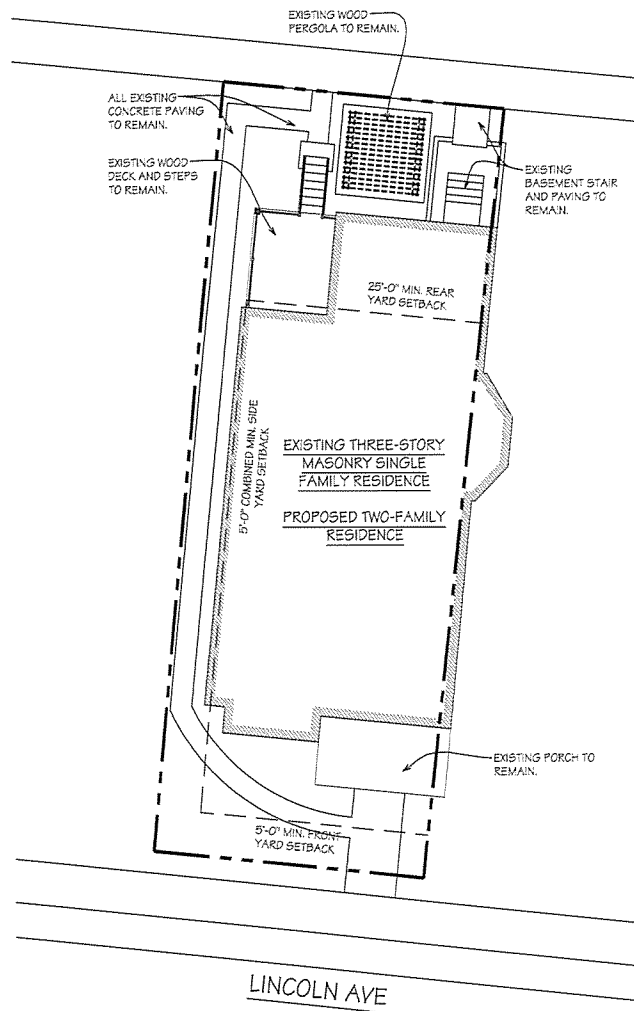 EXISTING WOOD
PERGOLA TO REMAIN.
ALL EXISTING
CONCRETE PAVING
TO REMAIN.
EXISTING WOOD
DECK AND STEPS
TO REMAIN.
EXISTING
BASEMENT STAIR
AND PAVING TO
REMAIN.
25'-0" MIN. REAR
YARD SETBACK
5'-0" COMBINED MIN. SIDE
YARD SETBACK
EXISTING THREE-STORY
MASONRY SINGLE
FAMILY RESIDENCE
PROPOSED TWO-FAMILY
RESIDENCE
EXISTING PORCH TO
REMAIN.
5'-0" MIN. FRONT
YARD SETBACK
LINCOLN AVE